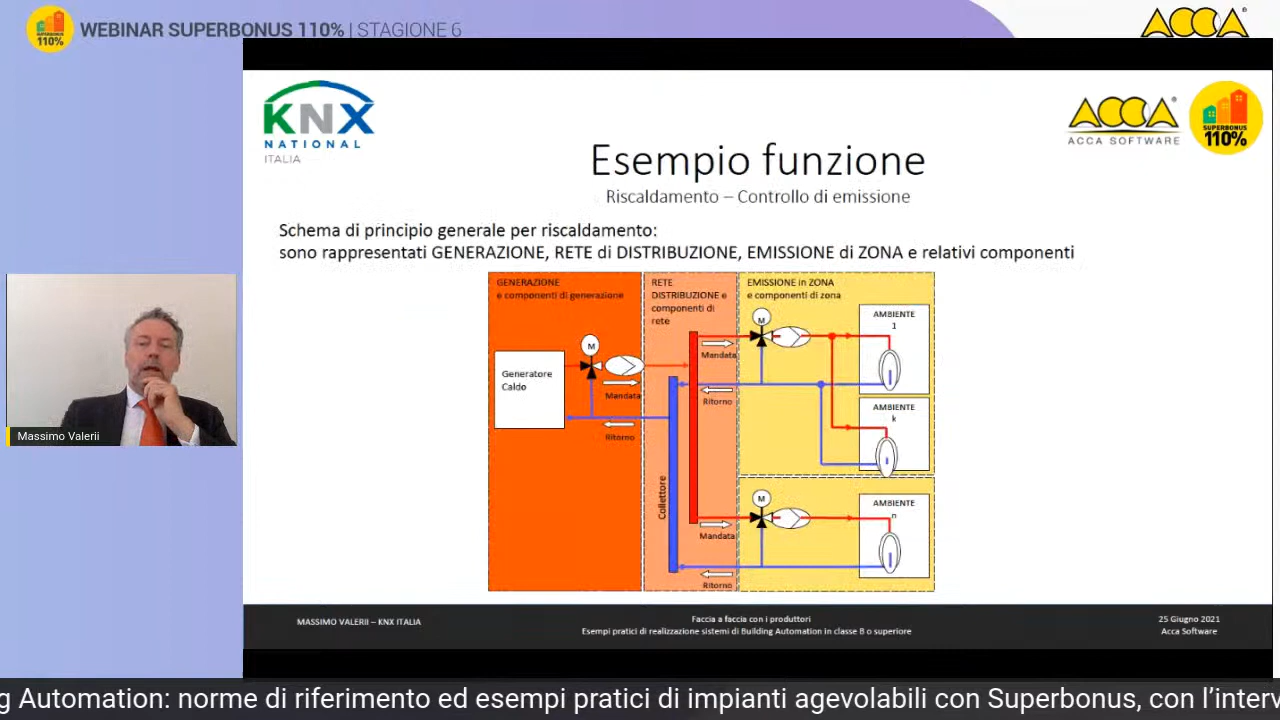 SUPERBONUS
110%
WEBINAR SUPERBONUS 110% | STAGIONE 6
ACCA
KNX
NATIONAL
ITALIA
ACCA
ACCA SOFTWARE
SUPERBONUS
110%
Esempio funzione
Riscaldamento – Controllo di emissione
Schema di principio generale per riscaldamento:
sono rappresentati GENERAZIONE, RETE di DISTRIBUZIONE, EMISSIONE di ZONA e relativi componenti
GENERAZIONE
e componenti di generazione
RETE
DISTRIBUZIONE e
componenti di
rete
EMISSIONE in ZONA
e componenti di zona
M
Generatore
Caldo
Mandata
Ritorno
Collettore
Mandata
Ritorno
Mandata
Ritorno
M
AMBIENTE
1
AMBIENTE
k
M
AMBIENTE
n
Massimo Valerii
MASSIMO VALERII – KNX ITALIA
Faccia a faccia con i produttori
Esempi pratici di realizzazione sistemi di Building Automation in classe B o superiore
25 Giugno 2021
Acca Software
g Automation: norme di riferimento ed esempi pratici di impianti agevolabili con Superbonus, con l’interv